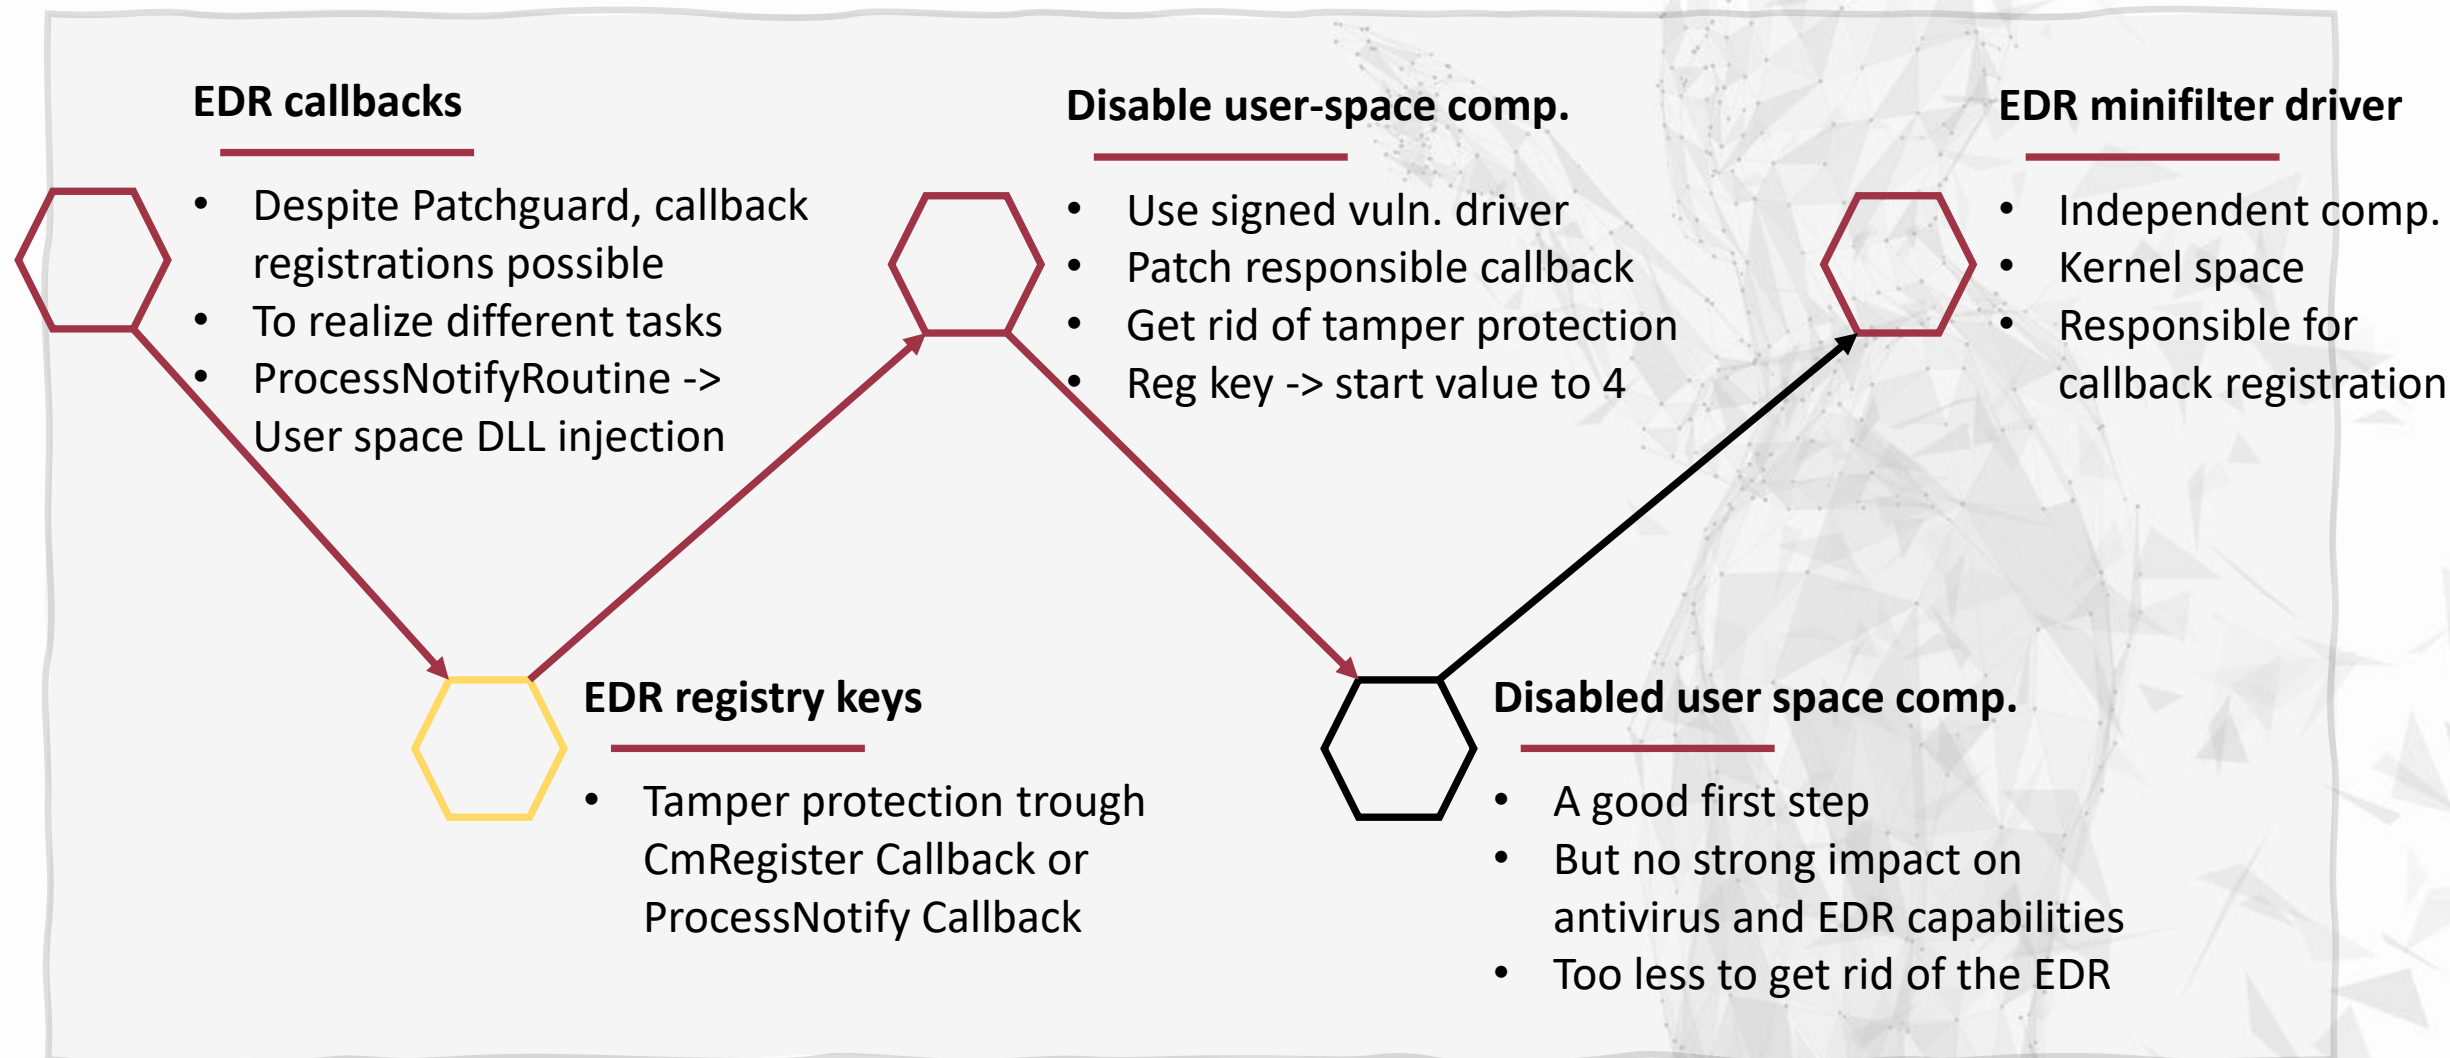 EDR callbacks
• Despite Patchguard, callback
registrations possible
• To realize different tasks
• ProcessNotifyRoutine ->
User space DLL injection
EDR registry keys
• Tamper protection trough
CmRegister Callback or
ProcessNotify Callback
Disable user-space comp.
• Use signed vuln. driver
• Patch responsible callback
• Get rid of tamper protection
• Reg key -> start value to 4
Disabled user space comp.
• A good first step
• But no strong impact on
antivirus and EDR capabilities
• Too less to get rid of the EDR
EDR minifilter driver
• Independent comp.
• Kernel space
• Responsible for
callback registration